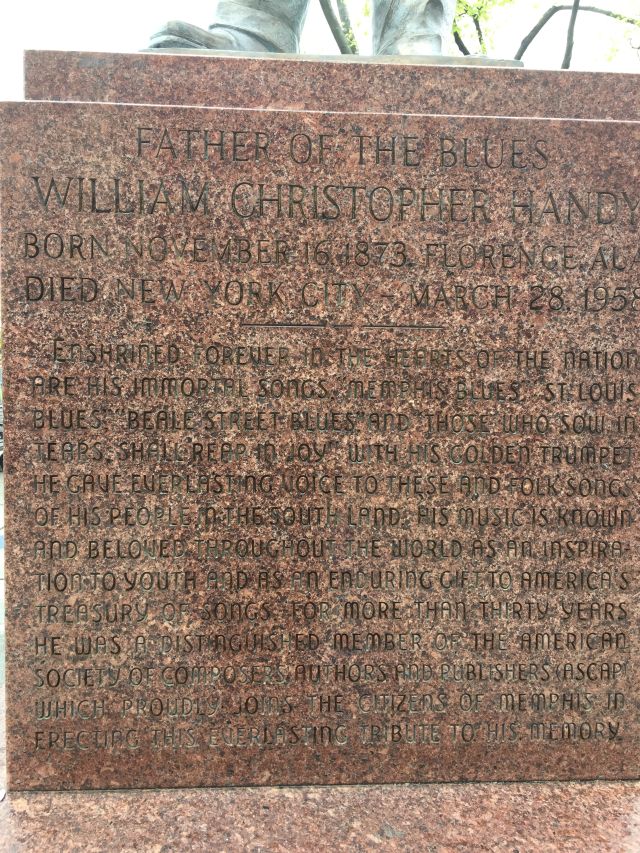 FATHER OF THE BLUES
WILLIAM CHRISTOPHER HANDY
BORN NOVEMBER 16, 1873, FLORENCE, ALA
DIED NEW YORK CITY – MARCH 28, 1958
ENSHRINED FOREVER IN THE HEARTS OF THE NATION
ARE HIS IMMORTAL SONGS, "MEMPHIS BLUES" ST. LOUIS
BLUES", "BEALE STREET BLUES" AND "THOSE WHO SOW IN
TEARS, SHALL REAP IN JOY" WITH HIS GOLDEN TRUMPET
HE GAVE EVERLASTING VOICE TO THESE AND FOLK SONGS
OF HIS PEOPLE IN THE SOUTH LAND; HIS MUSIC IS KNOWN
AND BELOVED THROUGHOUT THE WORLD AS AN INSPIRA-
TION TO YOUTH AND AS AN ENDURING GIFT TO AMERICA'S
TREASURY OF SONGS. FOR MORE THAN THIRTY YEARS
HE WAS A DISTINGUISHED MEMBER OF THE AMERICAN
SOCIETY OF COMPOSERS, AUTHORS AND PUBLISHERS (ASCAP)
WHICH PROUDLY JOINS THE CITIZENS OF MEMPHIS IN
ERECTING THIS EVERLASTING TRIBUTE TO HIS MEMORY.